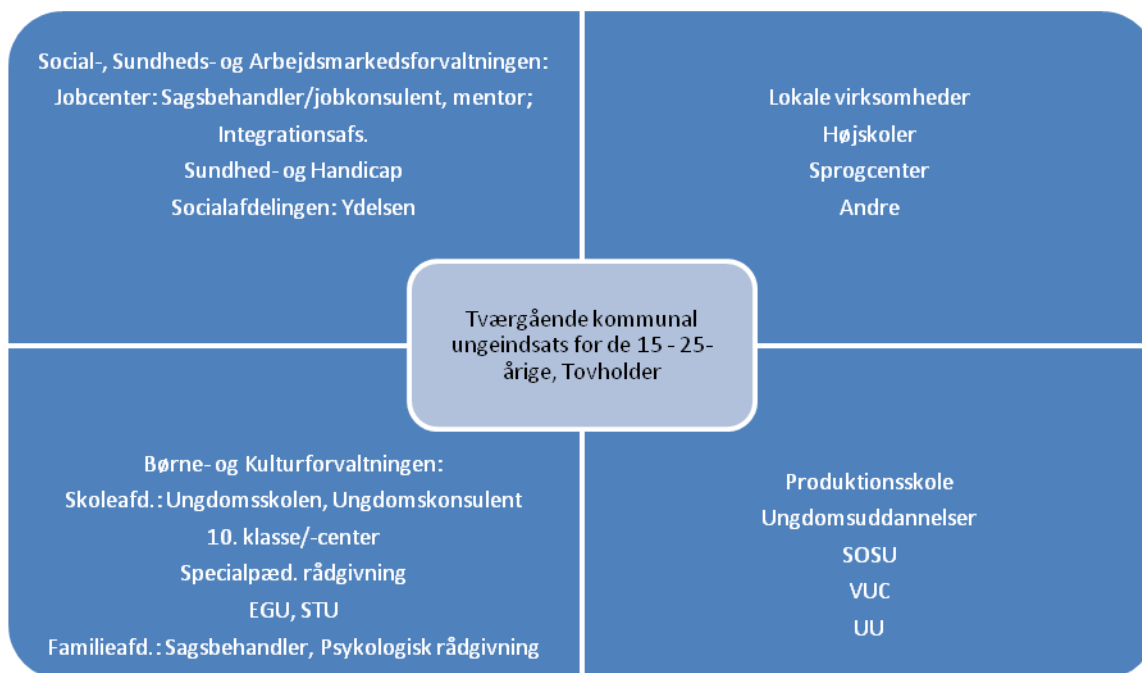 Social-, Sundheds- og Arbejdsmarkedsforvaltningen:
Jobcenter: Sagsbehandler/jobkonsulent, mentor;
Integrationsafs.
Sundhed- og Handicap
Socialafdelingen: Ydelsen
Lokale virksomheder
Højskoler
Sprogcenter
Andre
Tværgående kommunal
ungeindsats for de 15 - 25-
årige, Tovholder
Børne- og Kulturforvaltningen:
Skoleafd.: Ungdomsskolen, Ungdomskonsulent
10. klasse/-center
Specialpæd. rådgivning
EGU, STU
Familieafd.: Sagsbehandler, Psykologisk rådgivning
Produktionsskole
Ungdomsuddannelser
SOSU
VUC
UU